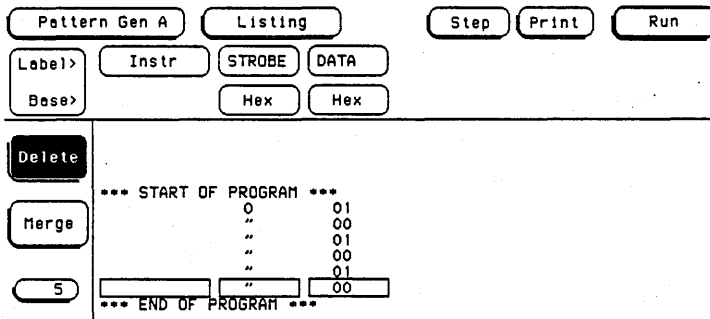 Pattern Gen A Listing Step Print Run
Label> Instr STROBE DATA
Base> Hex Hex
Delete
*** START OF PROGRAM ***
0 01
Merge " 00
" 01
" 00
" 01
5 " 00
*** END OF PROGRAM ***